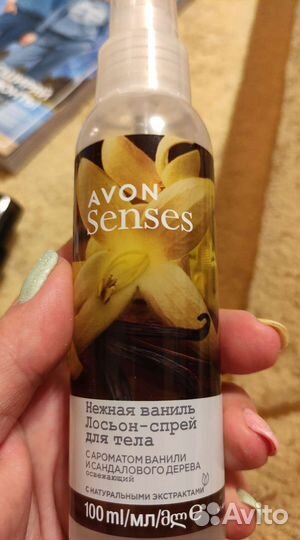 AVON
Senses
Нежная ваниль
Лосьон-спрей
для тела
С АРОМАТОМ ВАНИЛИ
И САНДАЛОВОГО ДЕРЕВА
освежающий
С НАТУРАЛЬНЫМИ ЭКСТРАКТАМИ
100 ml/мл/მლ e
Avito